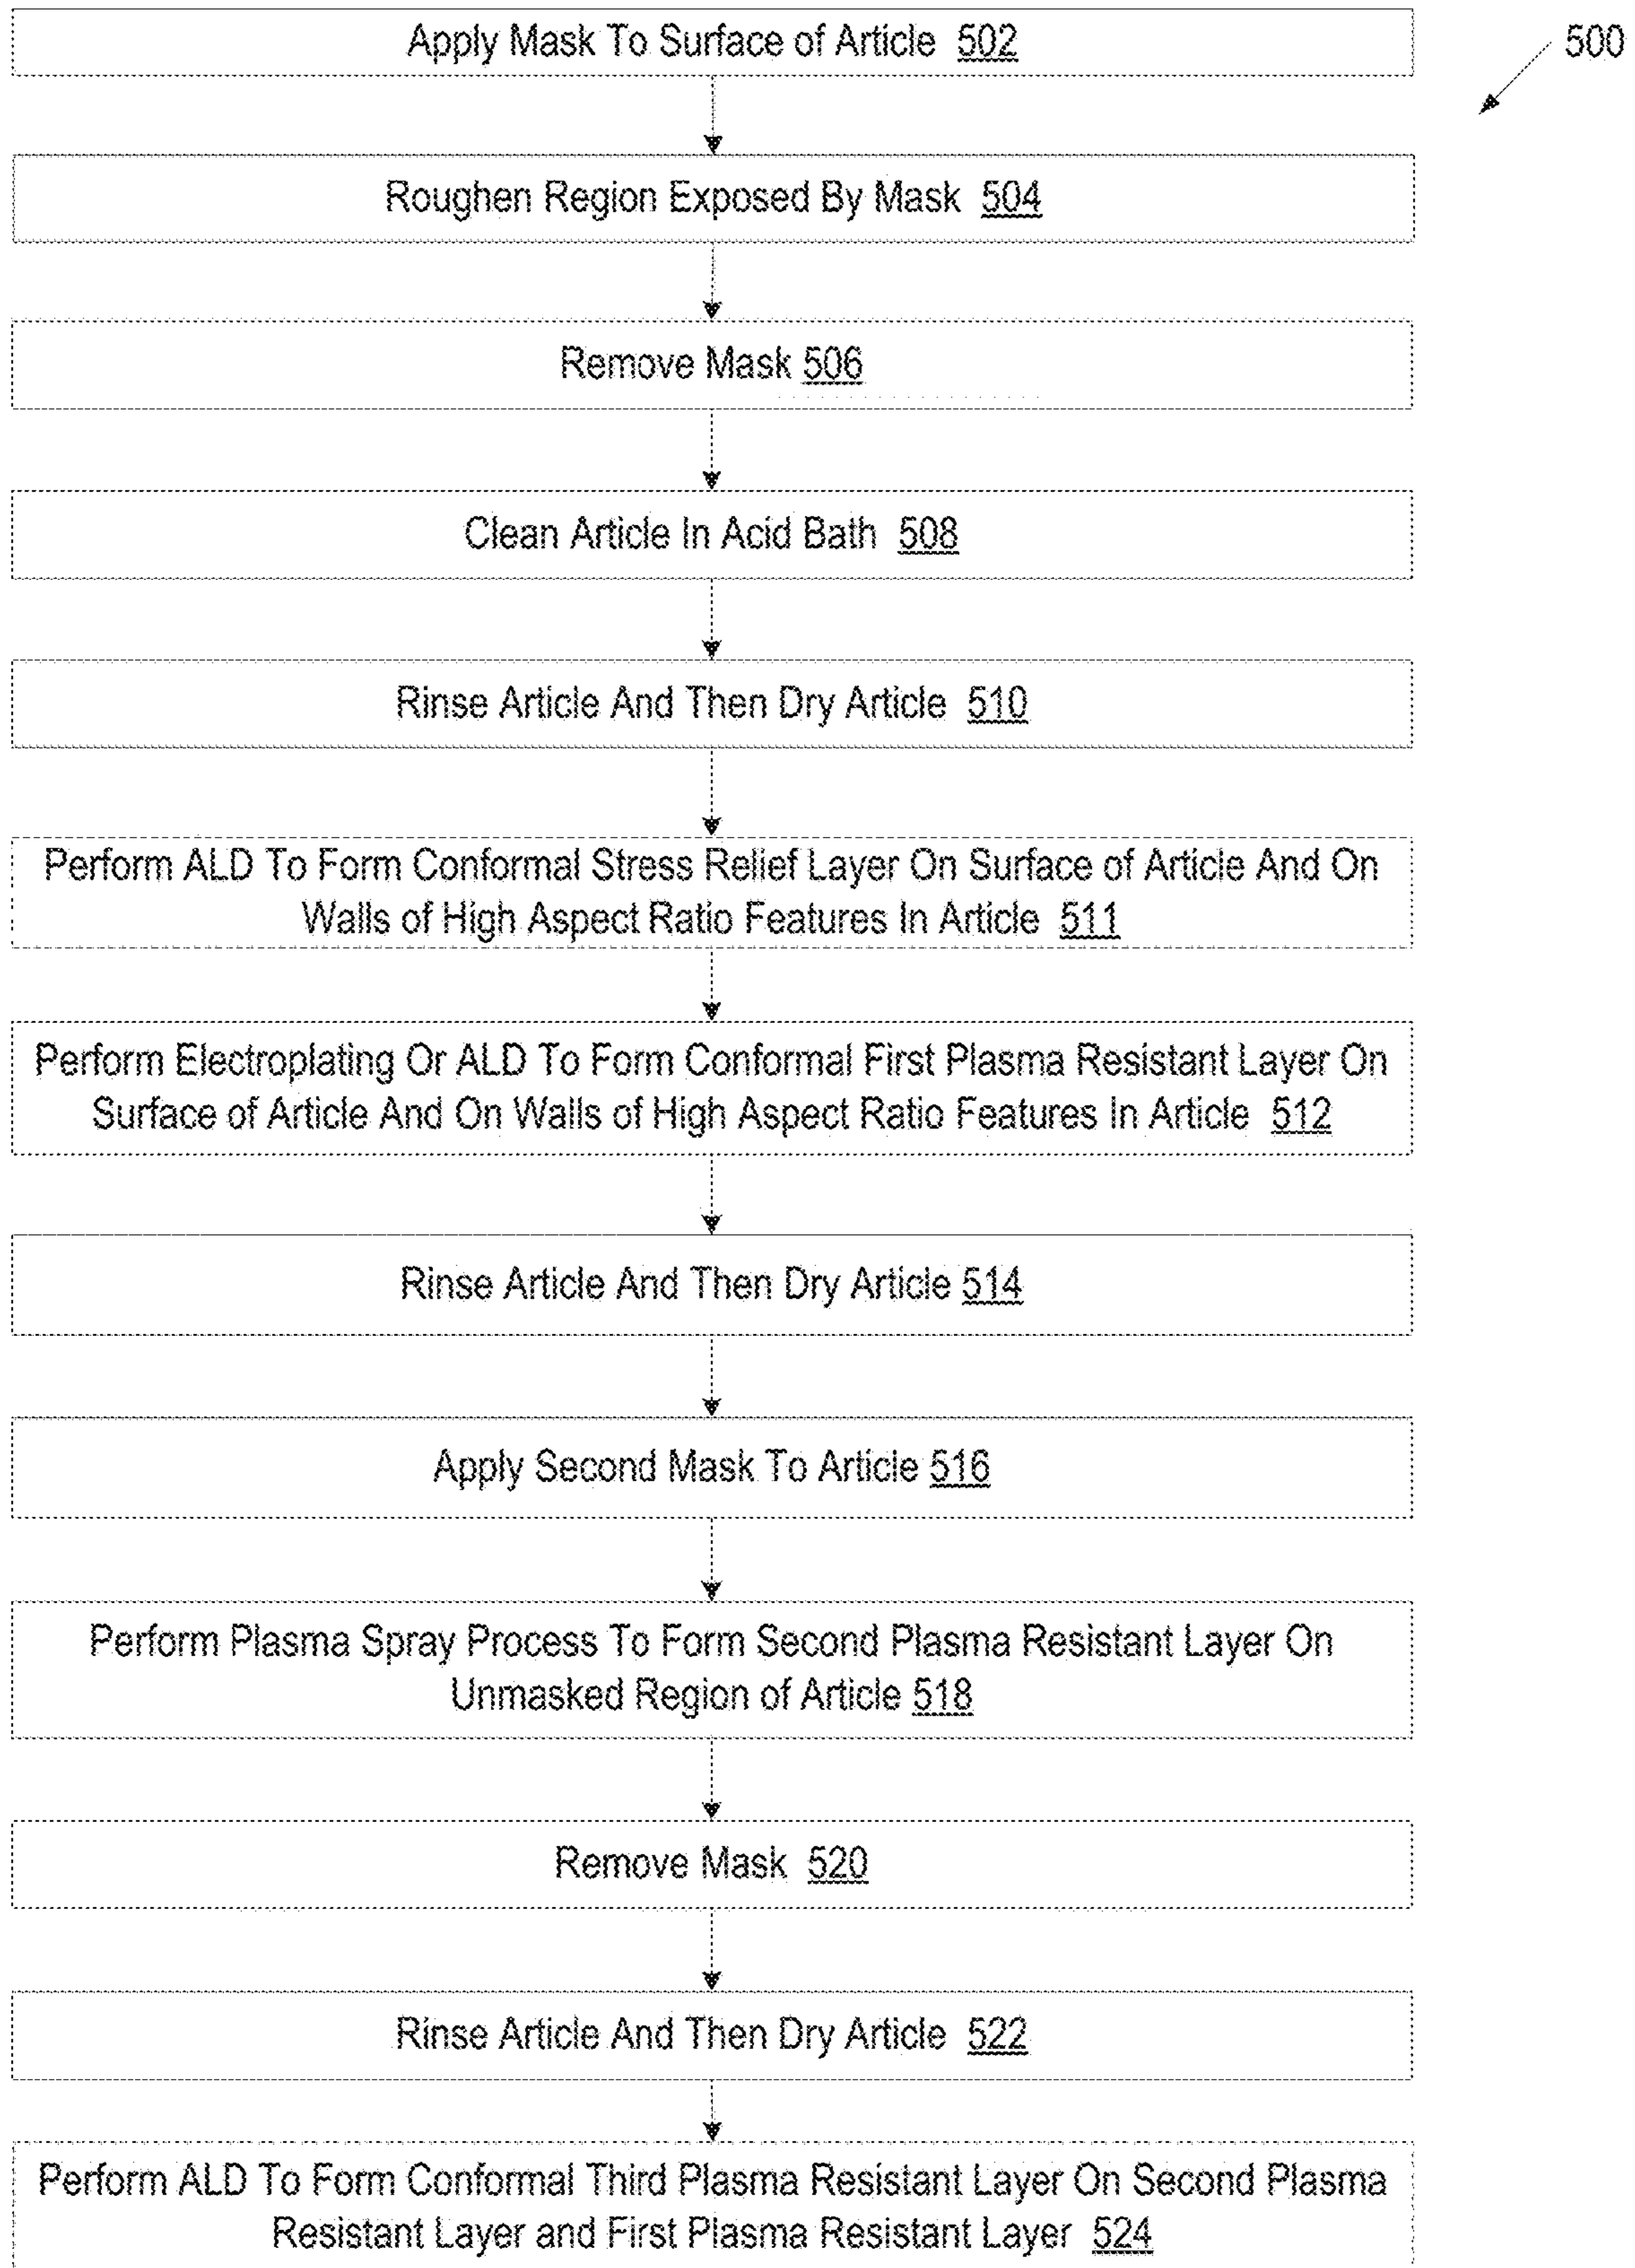 Apply Mask To Surface of Article 502
500
Roughen Region Exposed By Mask 504
Remove Mask 506
Clean Article In Acid Bath 508
Rinse Article And Then Dry Article 510
Perform ALD To Form Conformal Stress Relief Layer On Surface of Article And On
Walls of High Aspect Ratio Features In Article 511
Perform Electroplating Or ALD To Form Conformal First Plasma Resistant Layer On
Surface of Article And On Walls of High Aspect Ratio Features In Article 512
Rinse Article And Then Dry Article 514
Apply Second Mask To Article 516
Perform Plasma Spray Process To Form Second Plasma Resistant Layer On
Unmasked Region of Article 518
Remove Mask 520
Rinse Article And Then Dry Article 522
Perform ALD To Form Conformal Third Plasma Resistant Layer On Second Plasma
Resistant Layer and First Plasma Resistant Layer 524